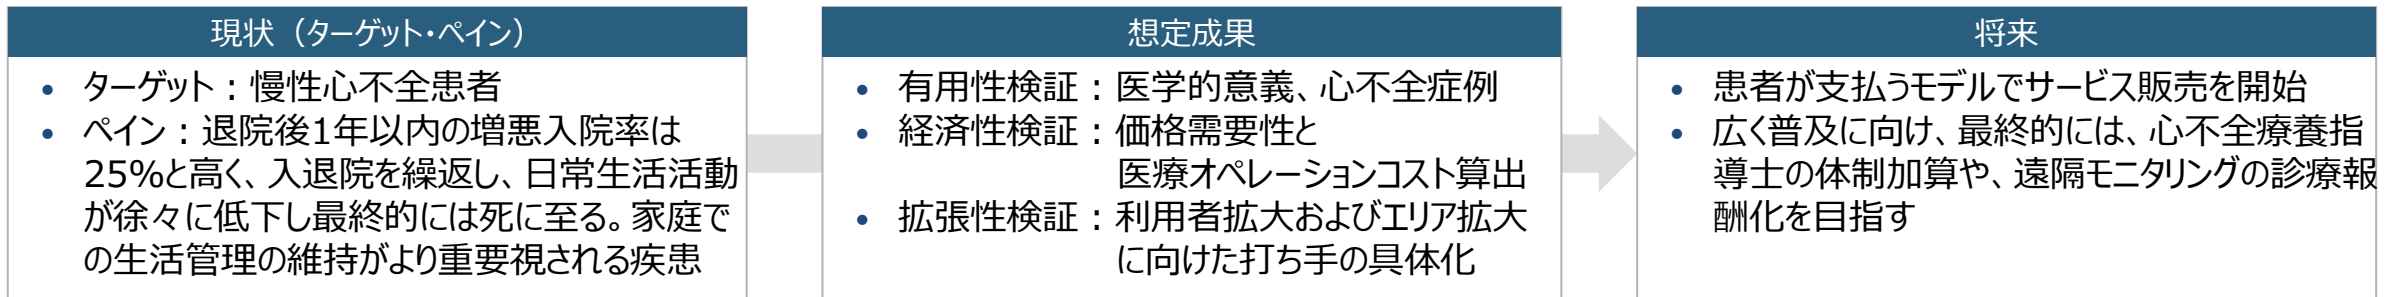 現状（ターゲット・ペイン）
• ターゲット：慢性心不全患者
• ペイン：退院後1年以内の増悪入院率は
25%と高く、入退院を繰返し、日常生活活動
が徐々に低下し最終的には死に至る。家庭で
の生活管理の維持がより重要視される疾患
想定成果
• 有用性検証：医学的意義、心不全症例
• 経済性検証：価格需要性と
医療オペレーションコスト算出
• 拡張性検証：利用者拡大およびエリア拡大
に向けた打ち手の具体化
将来
• 患者が支払うモデルでサービス販売を開始
• 広く普及に向け、最終的には、心不全療養指
導士の体制加算や、遠隔モニタリングの診療報
酬化を目指す